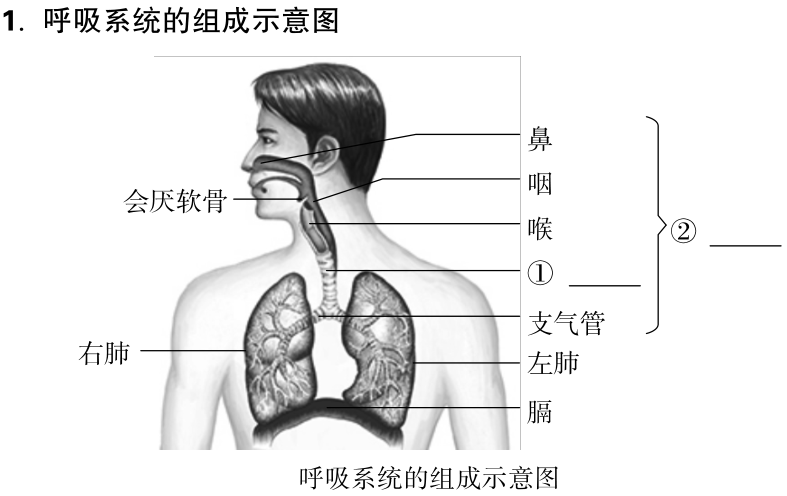 1. 呼吸系统的组成示意图
鼻
咽
会厌软骨
喉
② ____
① ____
支气管
右肺
左肺
膈
呼吸系统的组成示意图